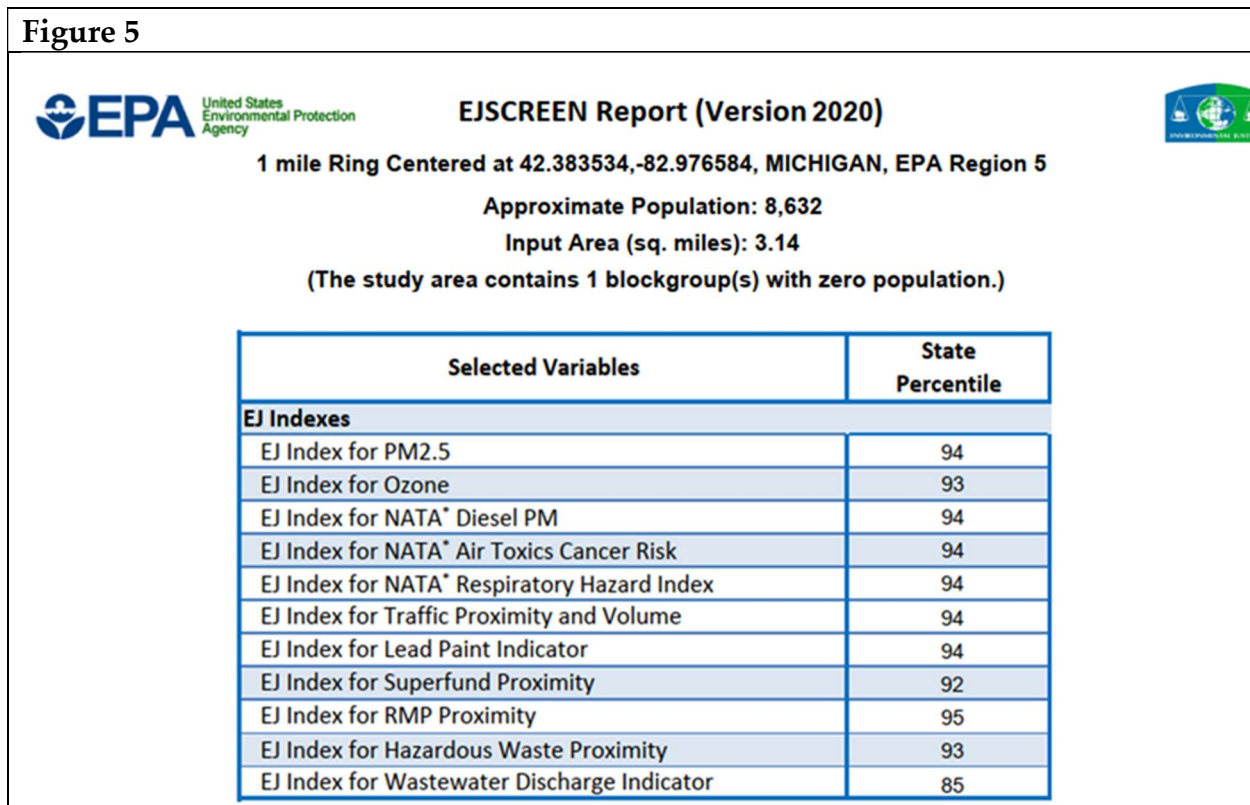 Figure 5
EPA
United States
Environmental Protection
Agency
EJSCREEN Report (Version 2020)
1 mile Ring Centered at 42.383534,-82.976584, MICHIGAN, EPA Region 5
Approximate Population: 8,632
Input Area (sq. miles): 3.14
(The study area contains 1 blockgroup(s) with zero population.)
Selected Variables
State
Percentile
EJ Indexes
EJ Index for PM2.5 94
EJ Index for Ozone 93
EJ Index for NATA* Diesel PM 94
EJ Index for NATA* Air Toxics Cancer Risk 94
EJ Index for NATA* Respiratory Hazard Index 94
EJ Index for Traffic Proximity and Volume 94
EJ Index for Lead Paint Indicator 94
EJ Index for Superfund Proximity 92
EJ Index for RMP Proximity 95
EJ Index for Hazardous Waste Proximity 93
EJ Index for Wastewater Discharge Indicator 85